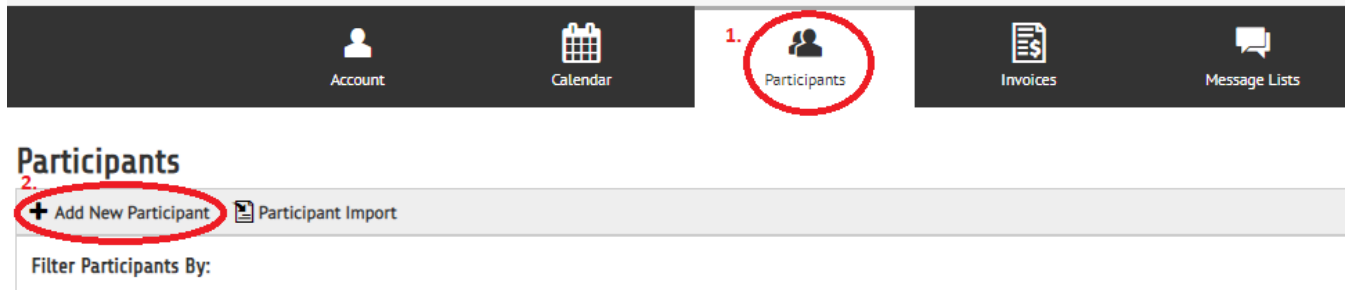 1.
Account Calendar Participants Invoices Message Lists
Participants
2.
Add New Participant Participant Import
Filter Participants By: